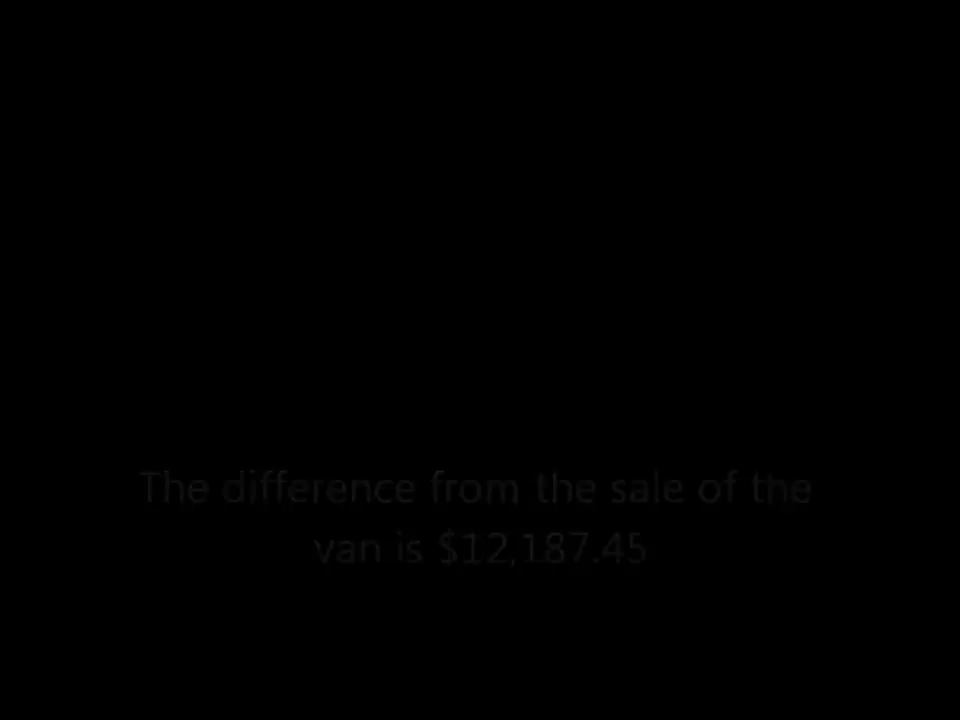 The difference from the sale of the
van is $12,187.45